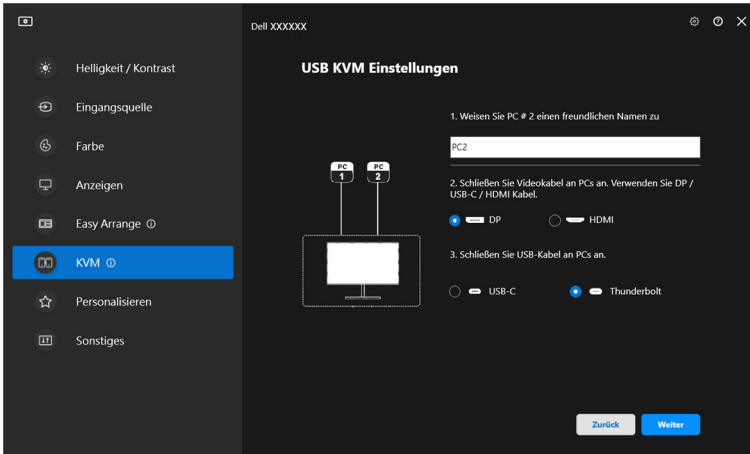 Dell XXXXXX
Helligkeit / Kontrast
Eingangsquelle
Farbe
Anzeigen
Easy Arrange
KVM
Personalisieren
Sonstiges
USB KVM Einstellungen
PC
1
PC
2
1. Weisen Sie PC # 2 einen freundlichen Namen zu
PC2
2. Schließen Sie Videokabel an PCs an. Verwenden Sie DP /
USB-C / HDMI Kabel.
DP
HDMI
3. Schließen Sie USB-Kabel an PCs an.
USB-C
Thunderbolt
Zurück
Weiter